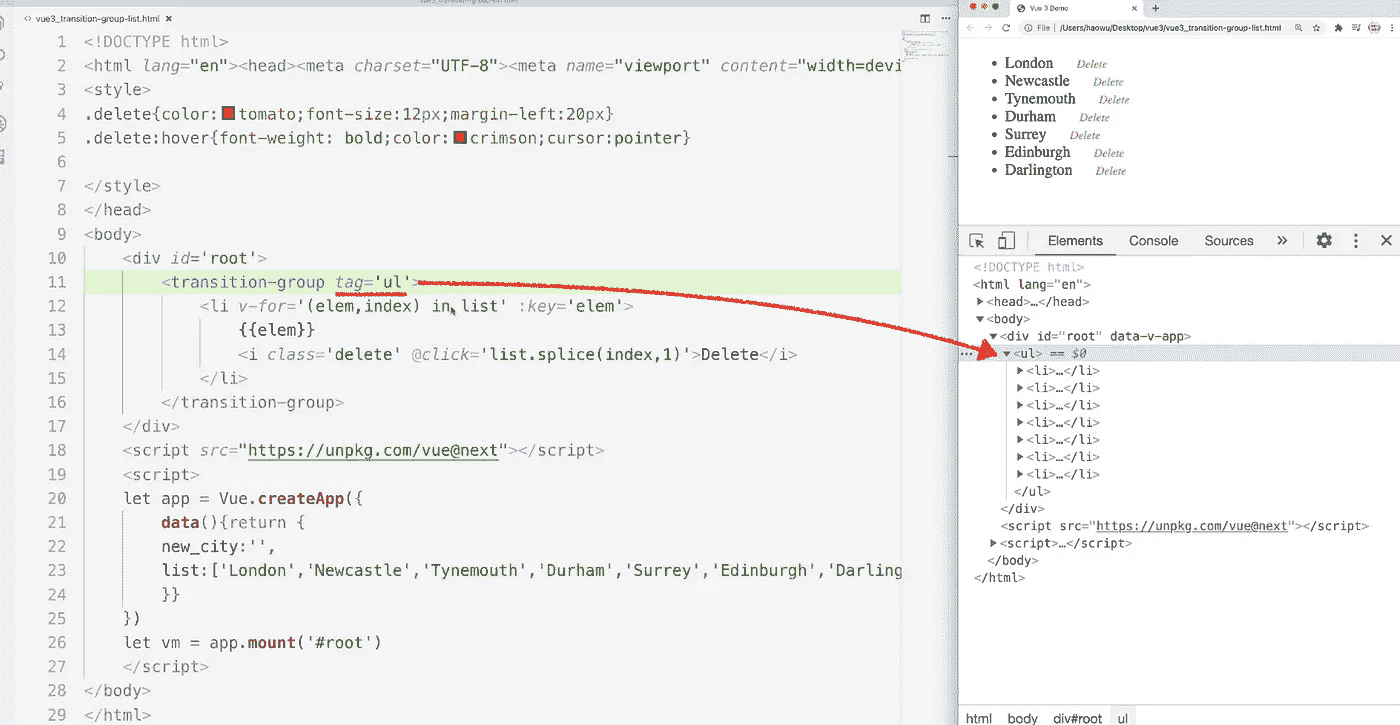 vue3_transition-group-list.html
1 <!DOCTYPE html>
2 <html lang="en"><head><meta charset="UTF-8"><meta name="viewport" content="width=devi
3 <style>
4 .delete{color:tomato;font-size:12px;margin-left:20px}
5 .delete:hover{font-weight: bold;color:crimson;cursor:pointer}
6
7 </style>
8 </head>
9 <body>
10 <div id='root'>
11 <transition-group tag='ul'>
12 <li v-for='(elem,index) in list' :key='elem'>
13 {{elem}}
14 <i class='delete' @click='list.splice(index,1)'>Delete</i>
15 </li>
16 </transition-group>
17 </div>
18 <script src="https://unpkg.com/vue@next"></script>
19 <script>
20 let app = Vue.createApp({
21 data(){return {
22 new_city:'',
23 list:['London','Newcastle','Tynemouth','Durham','Surrey','Edinburgh','Darling
24 }}
25 })
26 let vm = app.mount('#root')
27 </script>
28 </body>
29 </html>
Vue 3 Demo
File | /Users/haowu/Desktop/vue3/vue3_transition-group-list.html
London Delete
Newcastle Delete
Tynemouth Delete
Durham Delete
Surrey Delete
Edinburgh Delete
Darlington Delete
Elements Console Sources
<!DOCTYPE html>
<html lang="en">
<head>…</head>
<body>
<div id="root" data-v-app>
<ul> == $0
<li>…</li>
<li>…</li>
<li>…</li>
<li>…</li>
<li>…</li>
<li>…</li>
<li>…</li>
</ul>
</div>
<script src="https://unpkg.com/vue@next"></script>
<script>…</script>
</body>
</html>
html body div#root ul